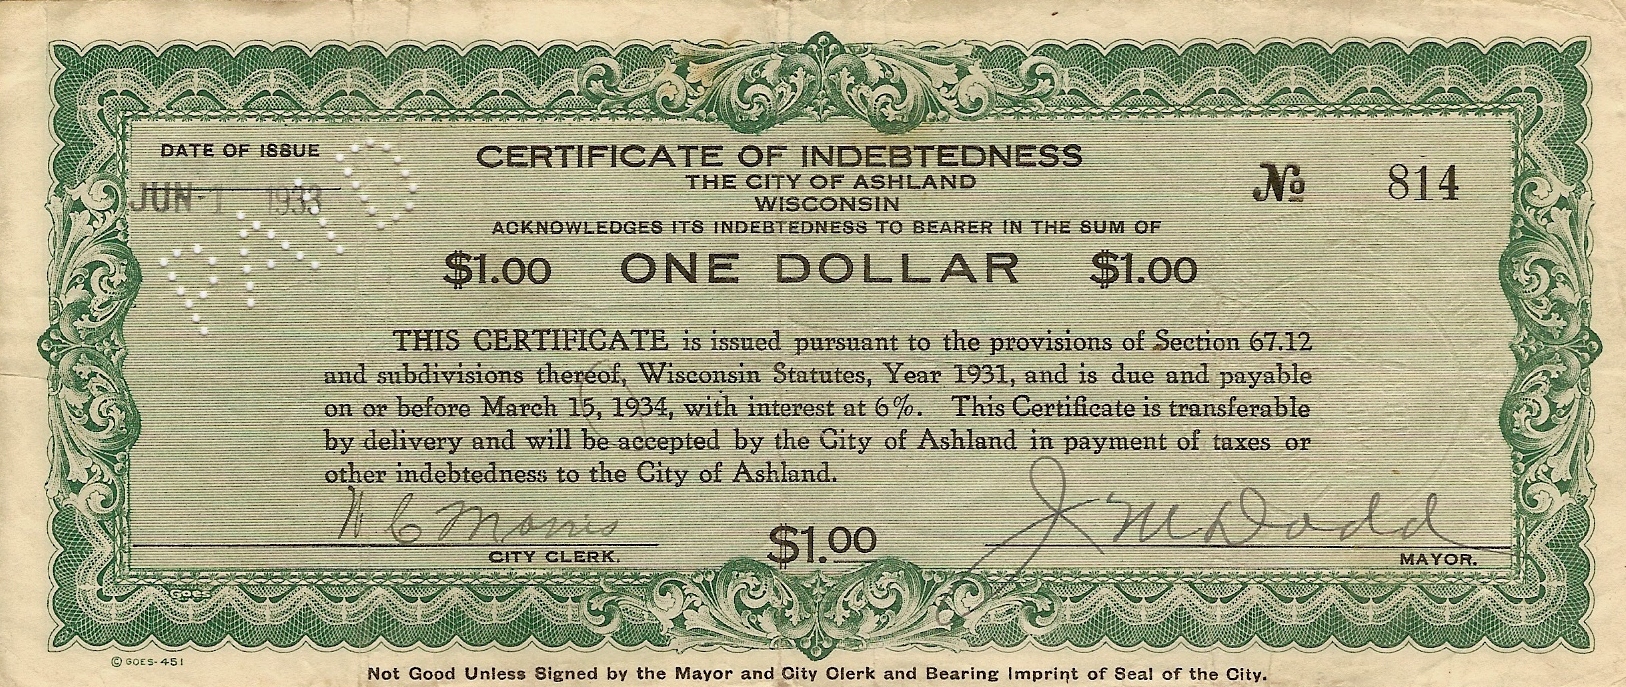 DATE OF ISSUE
JUN-1 1933
PAID
CERTIFICATE OF INDEBTEDNESS
THE CITY OF ASHLAND
WISCONSIN
ACKNOWLEDGES ITS INDEBTEDNESS TO BEARER IN THE SUM OF
No 814
$1.00 ONE DOLLAR $1.00
THIS CERTIFICATE is issued pursuant to the provisions of Section 67.12
and subdivisions thereof, Wisconsin Statutes, Year 1931, and is due and payable
on or before March 15, 1934, with interest at 6%. This Certificate is transferable
by delivery and will be accepted by the City of Ashland in payment of taxes or
other indebtedness to the City of Ashland.
W C Morris
CITY CLERK.
$1.00
J M Dodd
MAYOR.
Goes
© GOES-451
Not Good Unless Signed by the Mayor and City Clerk and Bearing Imprint of Seal of the City.